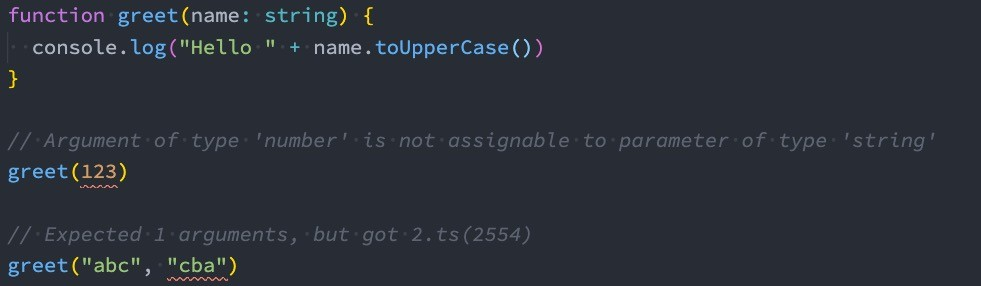 function greet(name: string) {
  console.log("Hello " + name.toUpperCase())
}
// Argument of type 'number' is not assignable to parameter of type 'string'
greet(123)
// Expected 1 arguments, but got 2.ts(2554)
greet("abc", "cba")